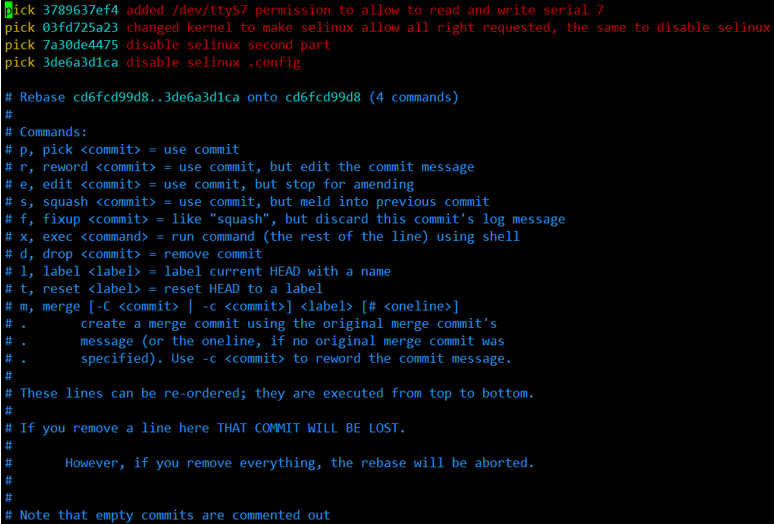 pick 3789637ef4 added /dev/ttyS7 permission to allow to read and write serial 7
pick 03fd725a23 changed kernel to make selinux allow all right requested, the same to disable selinux
pick 7a30de4475 disable selinux second part
pick 3de6a3d1ca disable selinux .config

# Rebase cd6fcd99d8..3de6a3d1ca onto cd6fcd99d8 (4 commands)
#
# Commands:
# p, pick <commit> = use commit
# r, reword <commit> = use commit, but edit the commit message
# e, edit <commit> = use commit, but stop for amending
# s, squash <commit> = use commit, but meld into previous commit
# f, fixup <commit> = like "squash", but discard this commit's log message
# x, exec <command> = run command (the rest of the line) using shell
# d, drop <commit> = remove commit
# l, label <label> = label current HEAD with a name
# t, reset <label> = reset HEAD to a label
# m, merge [-C <commit> | -c <commit>] <label> [# <oneline>]
# .       create a merge commit using the original merge commit's
# .       message (or the oneline, if no original merge commit was
# .       specified). Use -c <commit> to reword the commit message.
#
# These lines can be re-ordered; they are executed from top to bottom.
#
# If you remove a line here THAT COMMIT WILL BE LOST.
#
#       However, if you remove everything, the rebase will be aborted.
#
#
# Note that empty commits are commented out